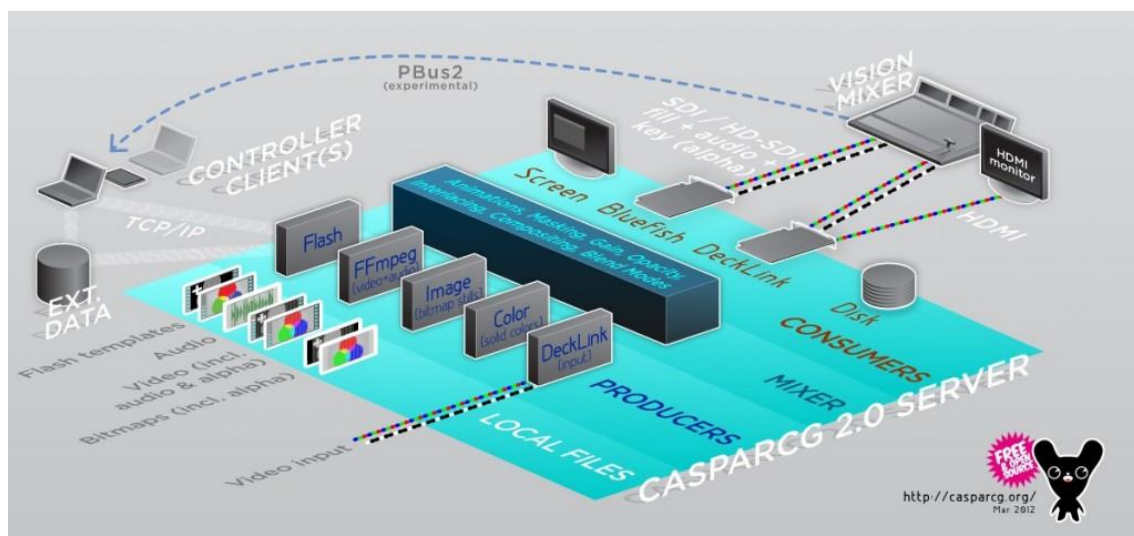 PBus2
(experimental)
VISION
MIXER
SDI / HD-SDI
fill + audio +
key (alpha)
HDMI
monitor
HDMI
CONTROLLER
CLIENT(S)
TCP/IP
EXT.
DATA
Screen
Bluefish
DeckLink
Disk
Animations, Masking, Gain, Opacity
Interlacing, Compositing, Blend Modes
Flash
FFmpeg
(video+audio)
Image
(bitmap stills)
Color
(solid colors)
DeckLink
(input)
Flash templates
Audio
Video (incl.
audio & alpha)
Bitmaps (incl. alpha)
Video input
LOCAL FILES
PRODUCERS
MIXER
CONSUMERS
CASPARCG 2.0 SERVER
FREE
& OPEN
SOURCE
http://casparcg.org/
Mar 2012